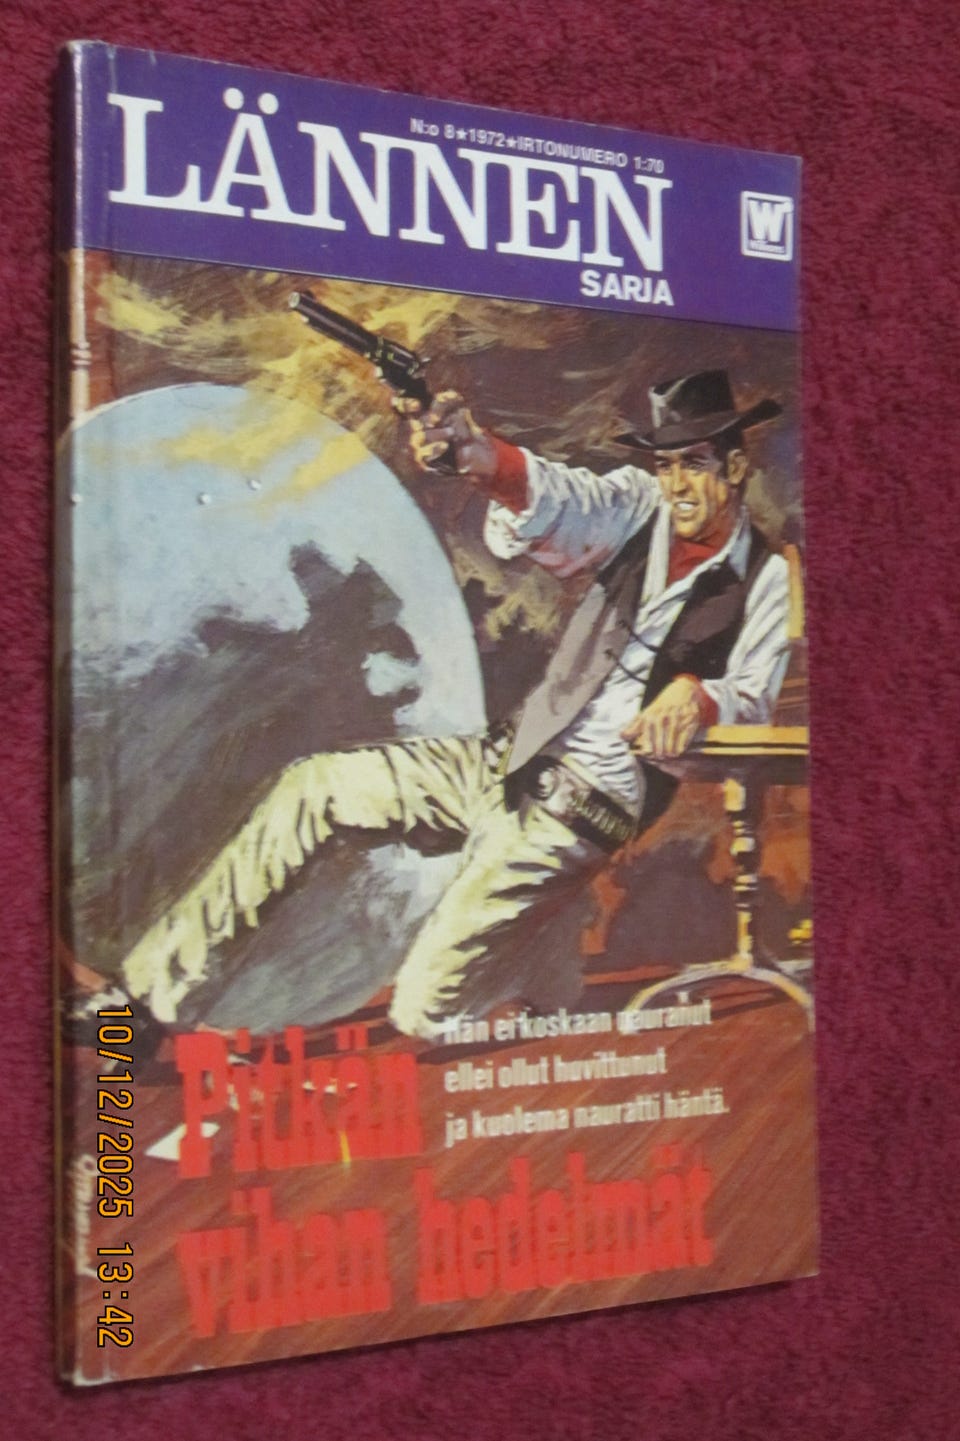 N:o 8★1972★IRTONUMERO 1:70
LÄNNEN
SARJA
W
Williams
Pitkän
vihan hedelmät
Hän ei koskaan nauranut
ellei ollut huvittunut
ja kuolema nauratti häntä.
10/12/2025 13:42